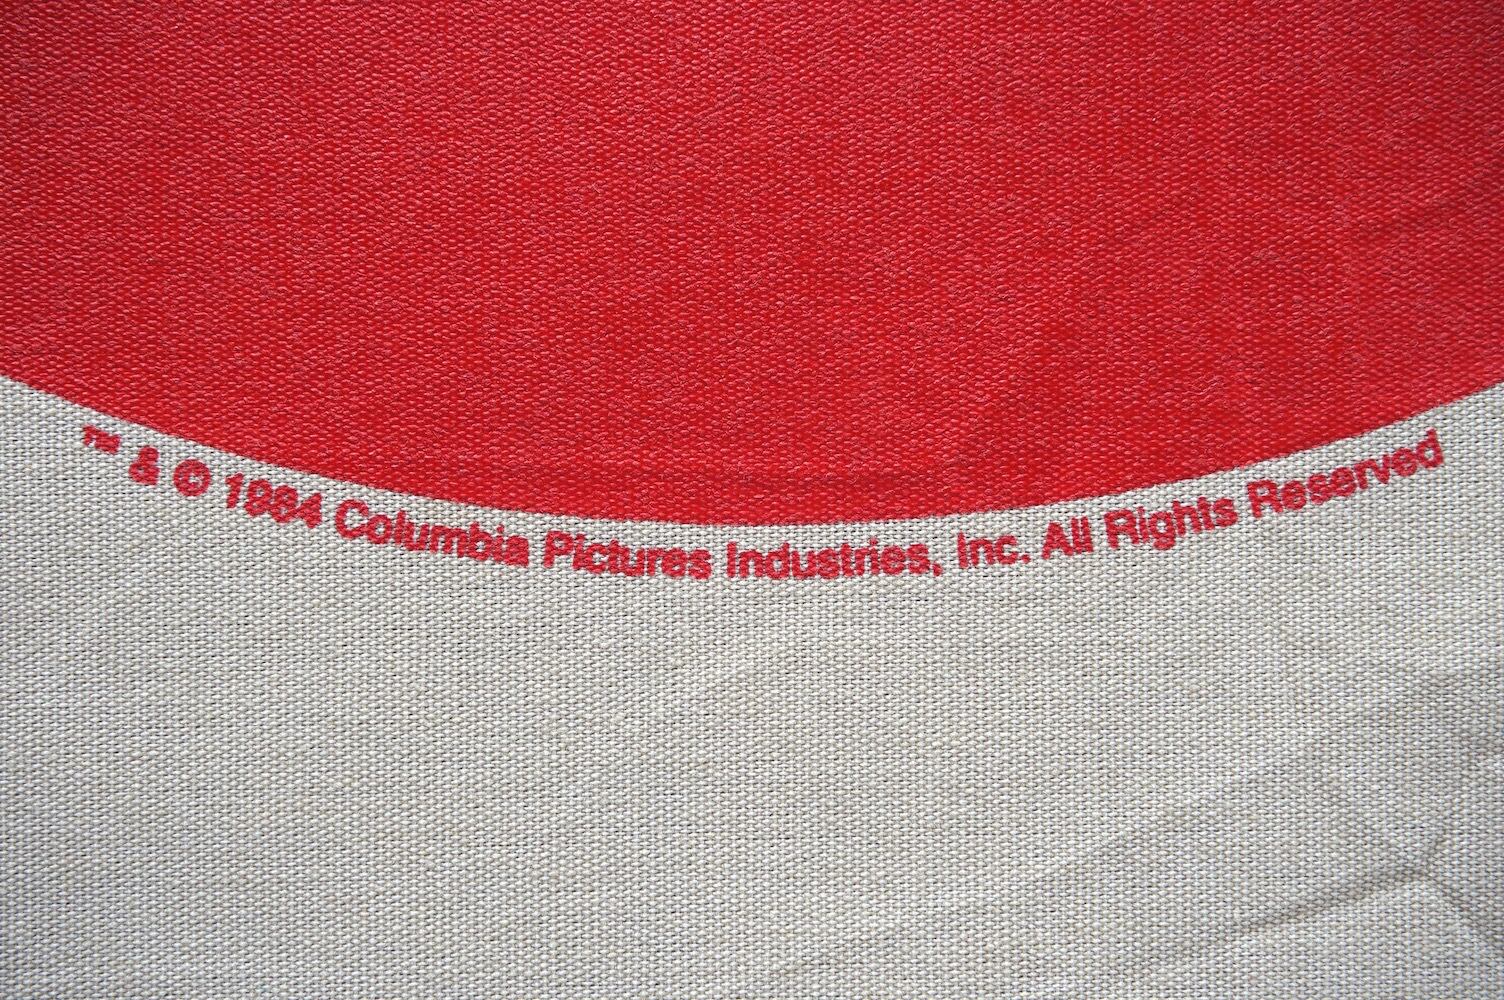 ™ & © 1984 Columbia Pictures Industries, Inc. All Rights Reserved